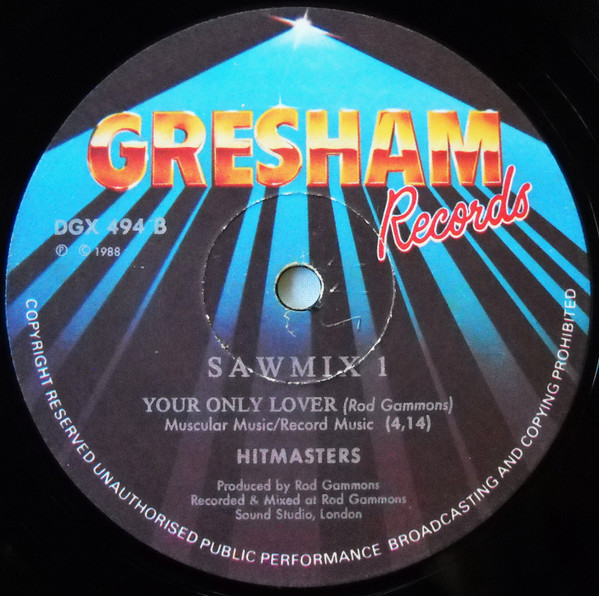 GRESHAM
Records
DGX 494 B
℗ © 1988
SAWMIX 1
YOUR ONLY LOVER (Rod Gammons)
Muscular Music/Record Music (4,14)
HITMASTERS
Produced by Rod Gammons
Recorded & Mixed at Rod Gammons
Sound Studio, London
COPYRIGHT RESERVED UNAUTHORISED PUBLIC PERFORMANCE BROADCASTING AND COPYING PROHIBITED